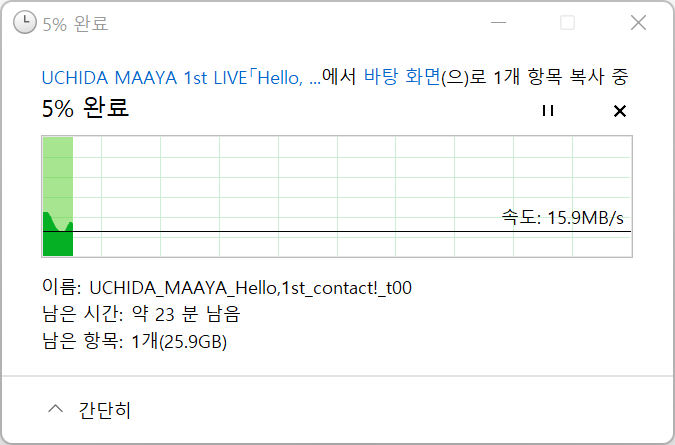 5% 완료
UCHIDA MAAYA 1st LIVE「Hello, ...에서 바탕 화면(으)로 1개 항목 복사 중
5% 완료
속도: 15.9MB/s
이름: UCHIDA_MAAYA_Hello,1st_contact!_t00
남은 시간: 약 23 분 남음
남은 항목: 1개(25.9GB)
간단히